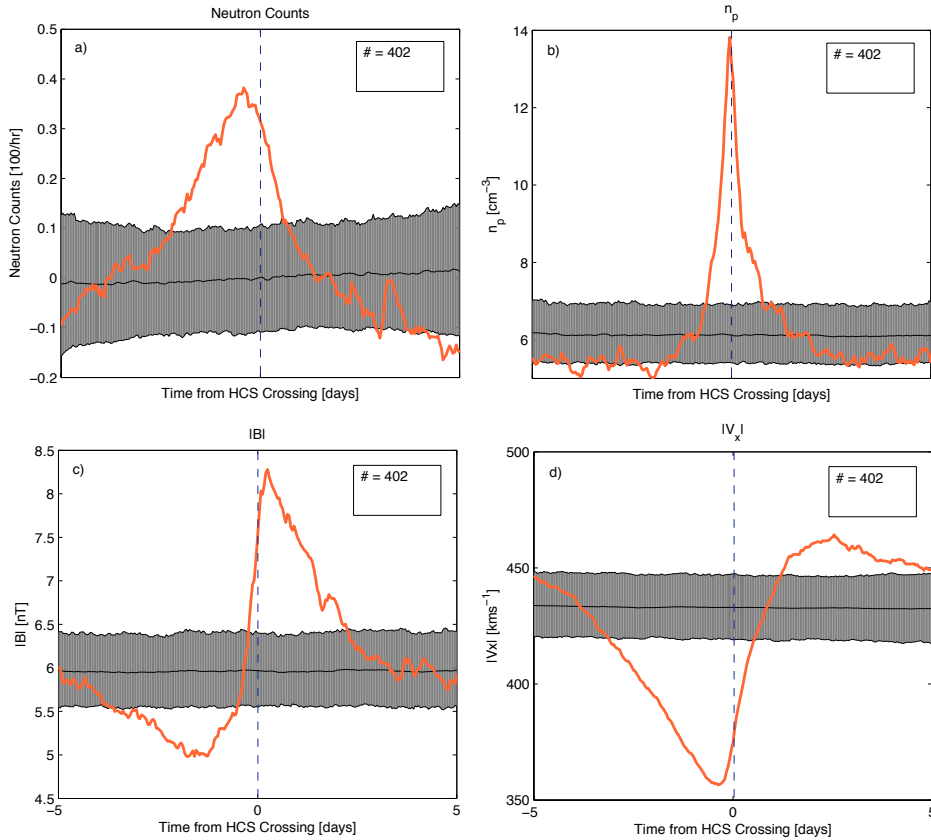 Neutron Counts
a)
# = 402
Neutron Counts [100/hr]
0.5
0.4
0.3
0.2
0.1
0
−0.1
−0.2
Time from HCS Crossing [days]
n_p
b)
# = 402
n_p [cm⁻³]
14
12
10
8
6
Time from HCS Crossing [days]
|B|
c)
# = 402
|B| [nT]
8.5
8
7.5
7
6.5
6
5.5
5
4.5
−5
0
5
Time from HCS Crossing [days]
|V_x|
d)
# = 402
|Vx| [kms⁻¹]
500
450
400
350
−5
0
5
Time from HCS Crossing [days]